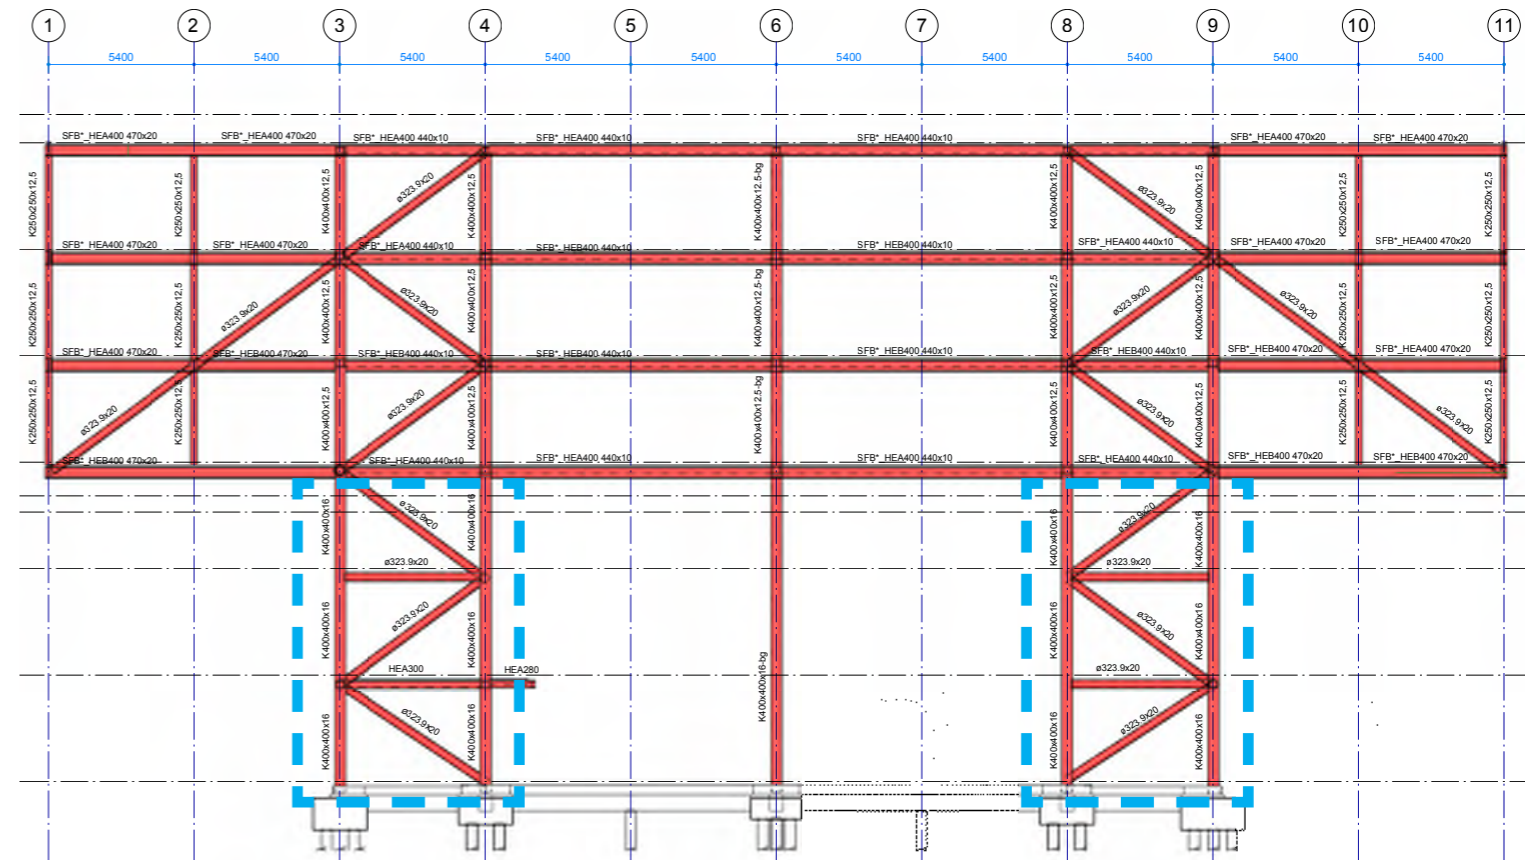 1 2 3 4 5 6 7 8 9 10 11
5400 5400 5400 5400 5400 5400 5400 5400 5400 5400
SFB*_HEA400 470x20 SFB*_HEA400 470x20 SFB*_HEA400 440x10 SFB*_HEA400 440x10 SFB*_HEA400 440x10 SFB*_HEA400 470x20 SFB*_HEA400 470x20
K250x250x12,5 K250x250x12,5 K400x400x12,5 ø323.9x20 K400x400x12,5 K400x400x12.5-bg K400x400x12,5 ø323.9x20 K400x400x12,5 K250x250x12,5 K250x250x12,5
SFB*_HEA400 470x20 SFB*_HEA400 470x20 SFB*_HEA400 440x10 SFB*_HEB400 440x10 SFB*_HEB400 440x10 SFB*_HEA400 440x10 SFB*_HEA400 470x20 SFB*_HEA400 470x20
K250x250x12,5 K250x250x12,5 ø323.9x20 K400x400x12,5 ø323.9x20 K400x400x12,5 K400x400x12.5-bg K400x400x12,5 ø323.9x20 K400x400x12,5 ø323.9x20 K250x250x12,5 K250x250x12,5
SFB*_HEA400 470x20 SFB*_HEB400 470x20 SFB*_HEB400 440x10 SFB*_HEB400 440x10 SFB*_HEB400 440x10 SFB*_HEB400 440x10 SFB*_HEB400 470x20 SFB*_HEA400 470x20
K250x250x12,5 ø323.9x20 K250x250x12,5 K400x400x12,5 ø323.9x20 K400x400x12,5 K400x400x12.5-bg K400x400x12,5 ø323.9x20 K400x400x12,5 K250x250x12,5 ø323.9x20 K250x250x12,5
SFB*_HEB400 470x20 SFB*_HEA400 440x10 SFB*_HEA400 440x10 SFB*_HEA400 440x10 SFB*_HEA400 440x10 SFB*_HEB400 470x20 SFB*_HEB400 470x20
K400x400x16 ø323.9x20 K400x400x16 K400x400x16 ø323.9x20 K400x400x16
ø323.9x20 ø323.9x20
K400x400x16 ø323.9x20 K400x400x16 K400x400x16-bg K400x400x16 ø323.9x20 K400x400x16
HEA300 HEA280 ø323.9x20
K400x400x16 ø323.9x20 K400x400x16 K400x400x16 ø323.9x20 K400x400x16